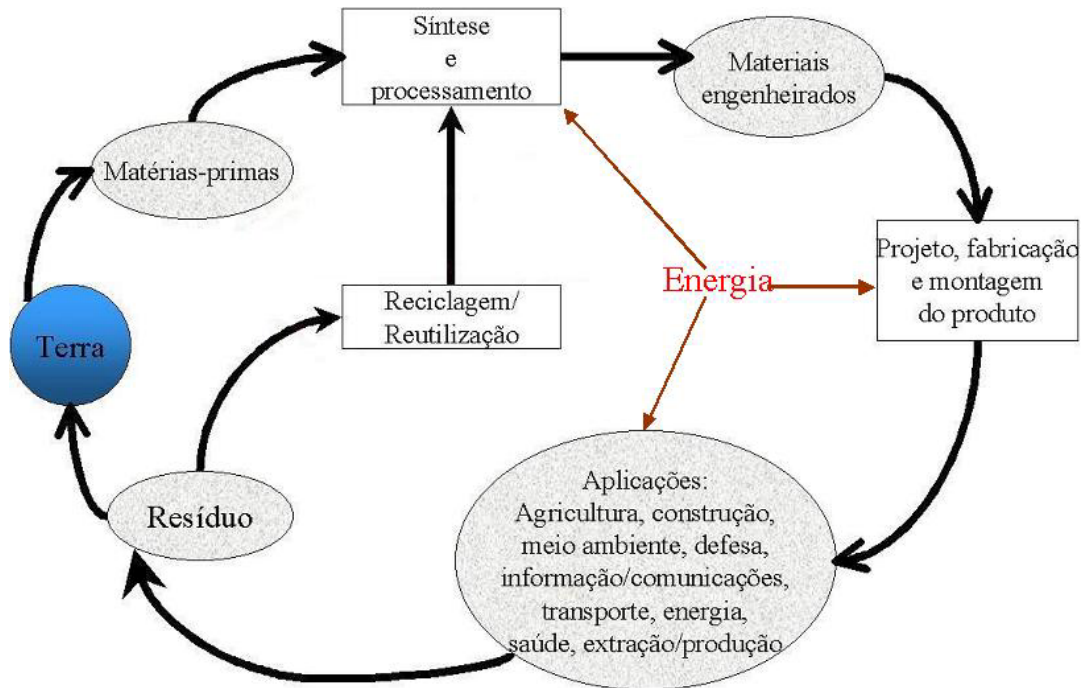 Síntese
e
processamento
Materiais
engenheirados
Matérias-primas
Projeto, fabricação
e montagem
do produto
Energia
Reciclagem/
Reutilização
Terra
Aplicações:
Agricultura, construção,
meio ambiente, defesa,
informação/comunicações,
transporte, energia,
saúde, extração/produção
Resíduo